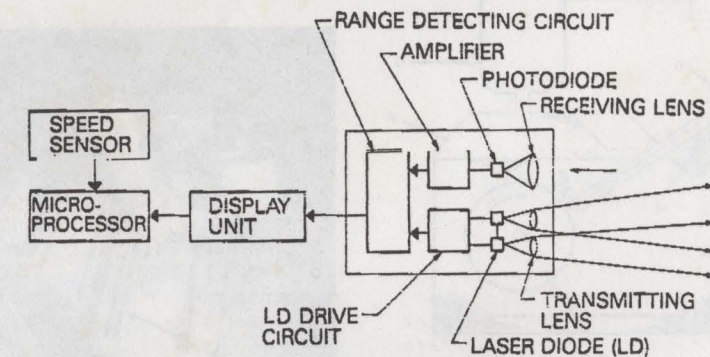 RANGE DETECTING CIRCUIT
AMPLIFIER
PHOTODIODE
RECEIVING LENS
SPEED
SENSOR
MICRO-
PROCESSOR
DISPLAY
UNIT
LD DRIVE
CIRCUIT
TRANSMITTING
LENS
LASER DIODE (LD)